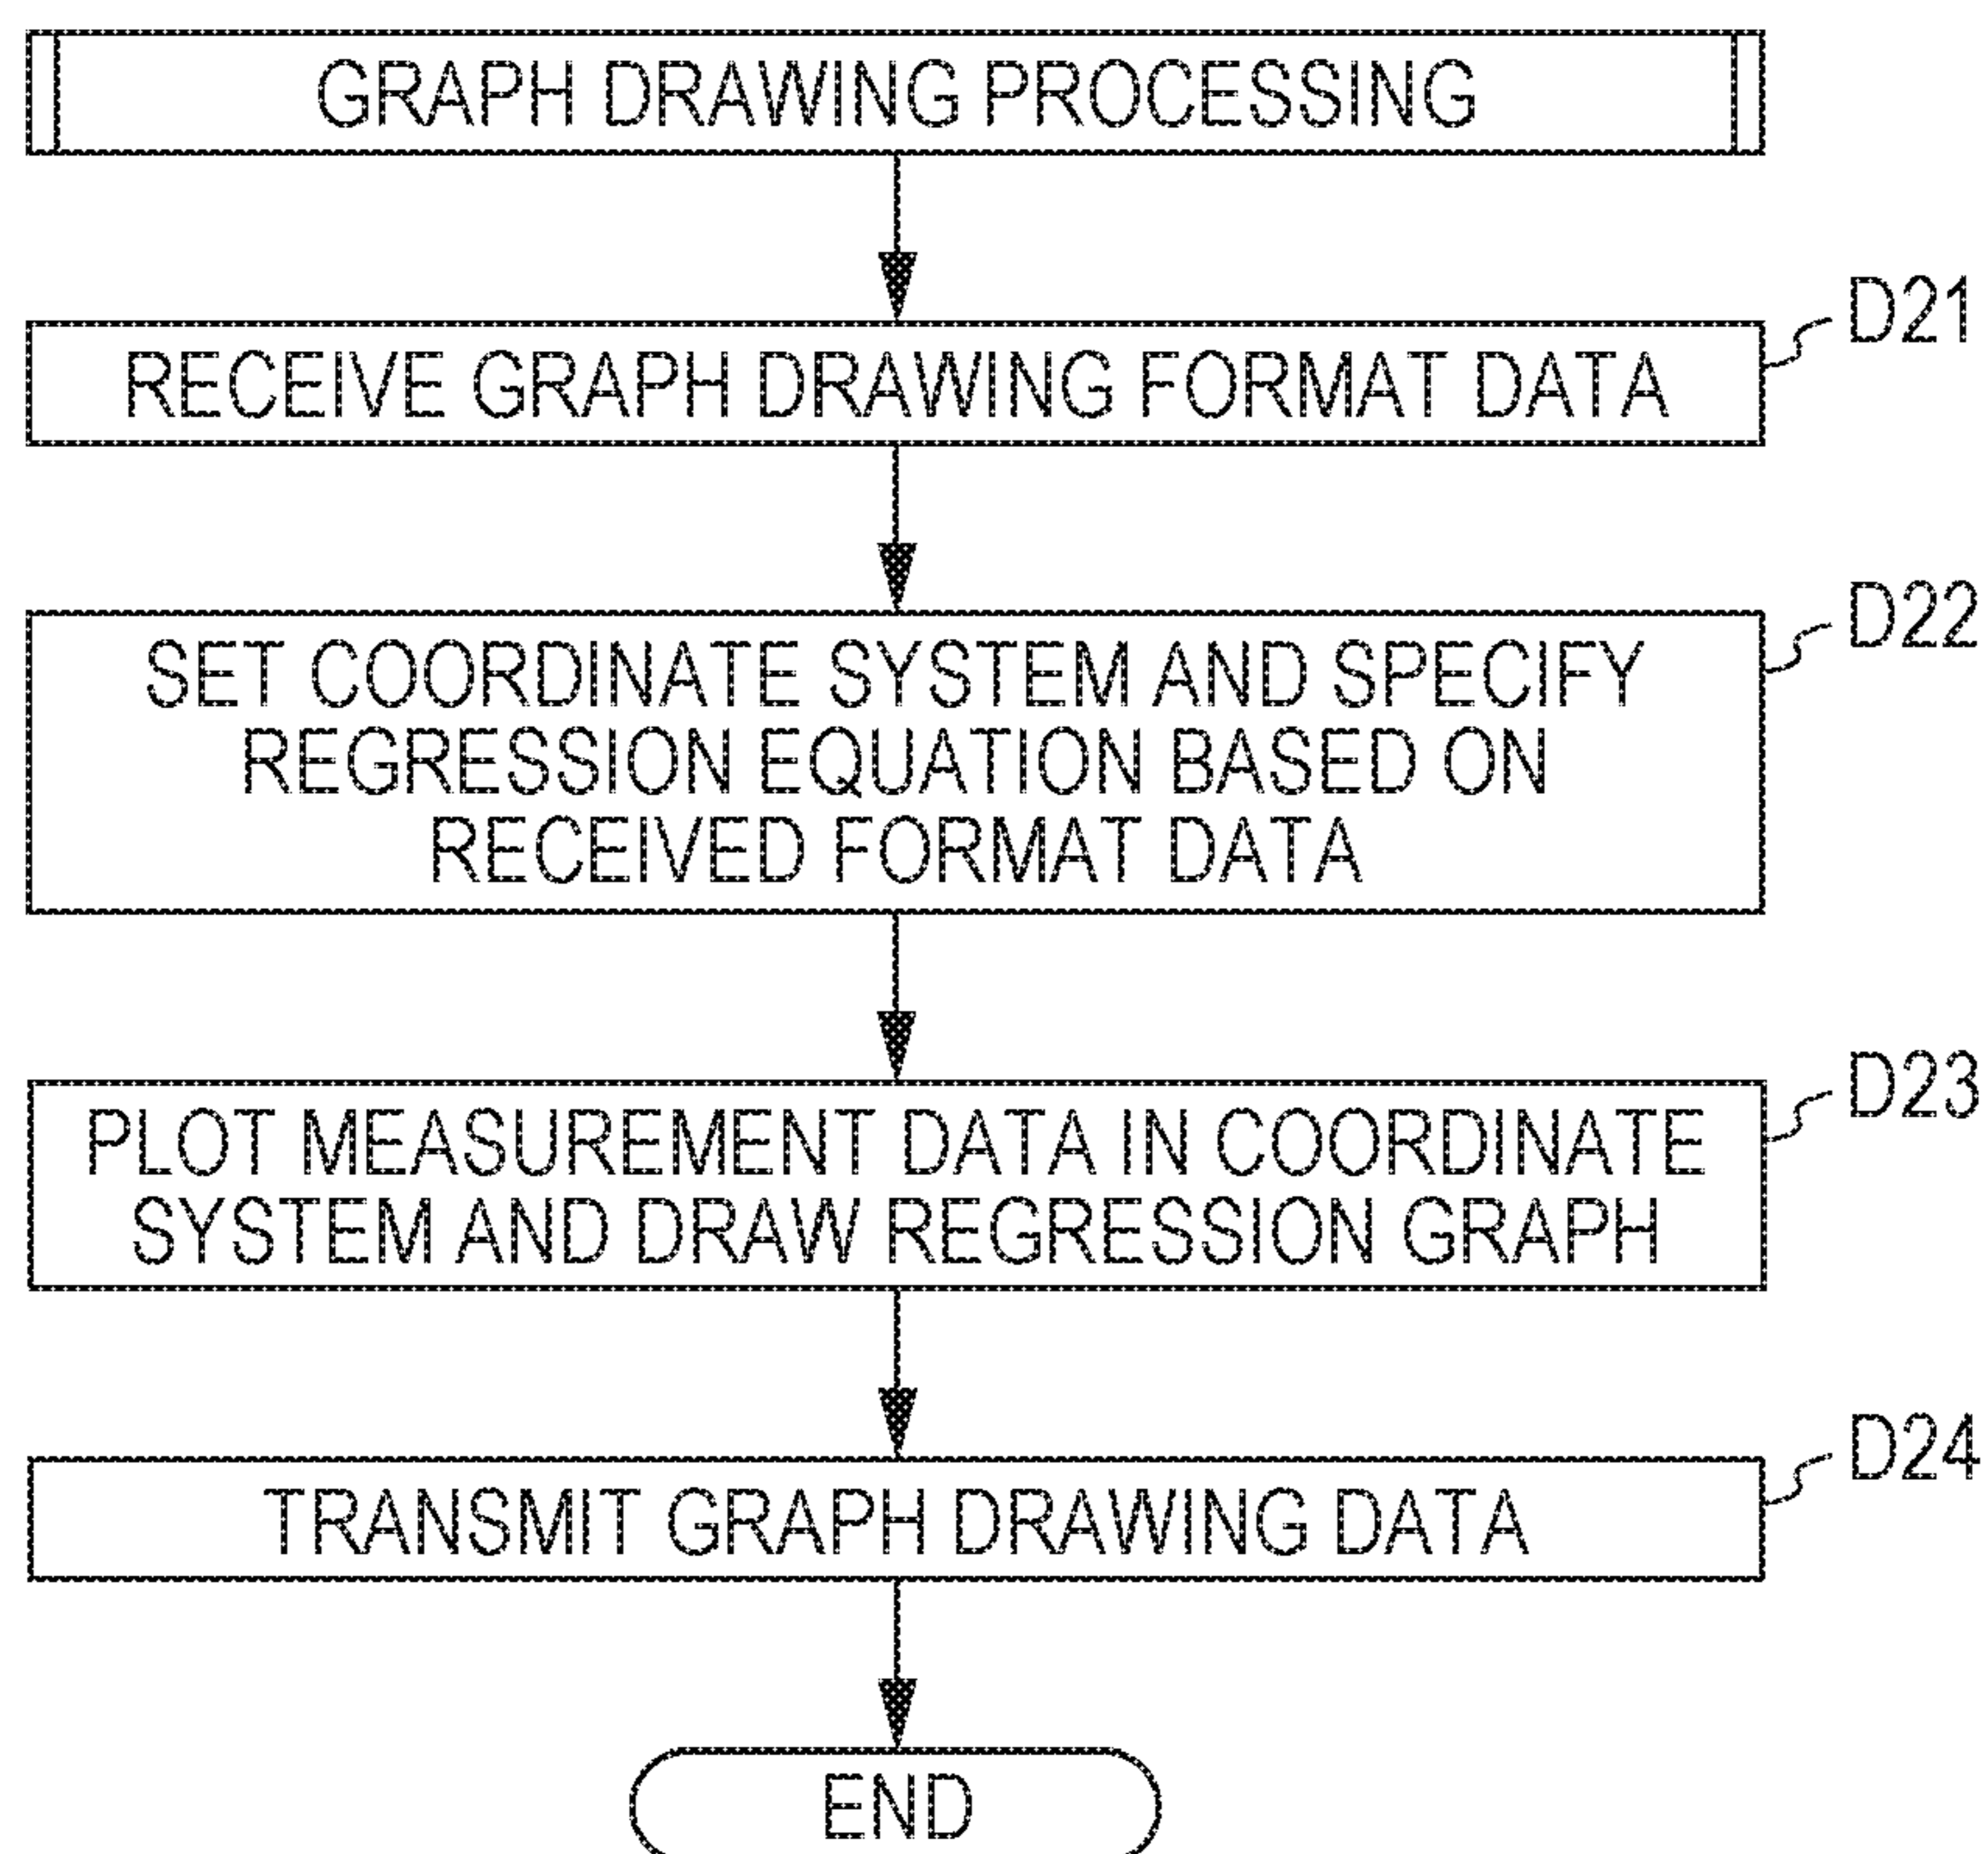 GRAPH DRAWING PROCESSING
D21
RECEIVE GRAPH DRAWING FORMAT DATA
D22
SET COORDINATE SYSTEM AND SPECIFY
REGRESSION EQUATION BASED ON
RECEIVED FORMAT DATA
D23
PLOT MEASUREMENT DATA IN COORDINATE
SYSTEM AND DRAW REGRESSION GRAPH
D24
TRANSMIT GRAPH DRAWING DATA
END